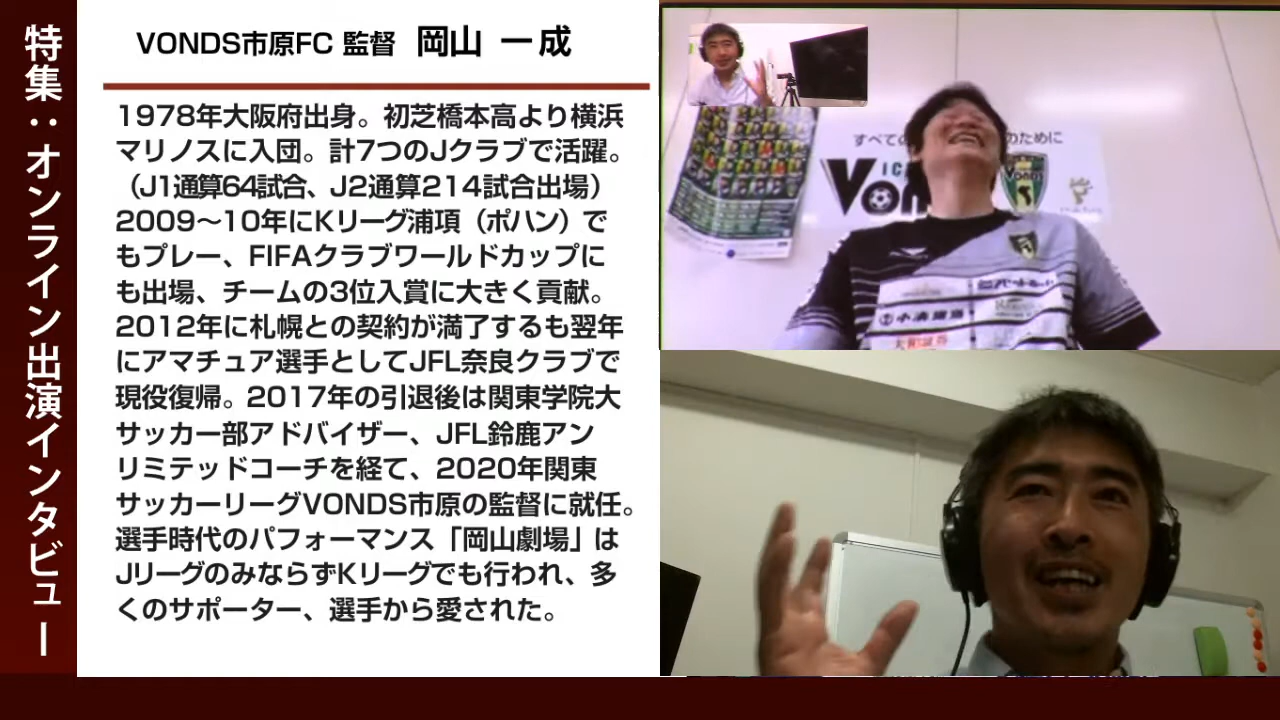 特集：オンライン出演インタビュー
VONDS市原FC 監督 岡山 一成
1978年大阪府出身。初芝橋本高より横浜
マリノスに入団。計7つのJクラブで活躍。
（J1通算64試合、J2通算214試合出場）
2009〜10年にKリーグ浦項（ポハン）で
もプレー、FIFAクラブワールドカップに
も出場、チームの3位入賞に大きく貢献。
2012年に札幌との契約が満了するも翌年
にアマチュア選手としてJFL奈良クラブで
現役復帰。2017年の引退後は関東学院大
サッカー部アドバイザー、JFL鈴鹿アン
リミテッドコーチを経て、2020年関東
サッカーリーグVONDS市原の監督に就任。
選手時代のパフォーマンス「岡山劇場」は
JリーグのみならずKリーグでも行われ、多
くのサポーター、選手から愛された。
すべての のために
VON
VONDS